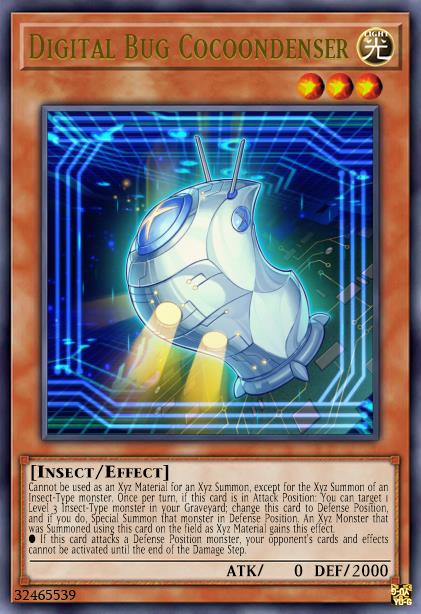 Digital Bug Cocoondenser
LIGHT
光
[Insect/Effect]
Cannot be used as an Xyz Material for an Xyz Summon, except for the Xyz Summon of an
Insect-Type monster. Once per turn, if this card is in Attack Position: You can target 1
Level 3 Insect-Type monster in your Graveyard; change this card to Defense Position,
and if you do, Special Summon that monster in Defense Position. An Xyz Monster that
was Summoned using this card on the field as Xyz Material gains this effect.
● If this card attacks a Defense Position monster, your opponent's cards and effects
cannot be activated until the end of the Damage Step.
ATK/ 0 DEF/2000
32465539